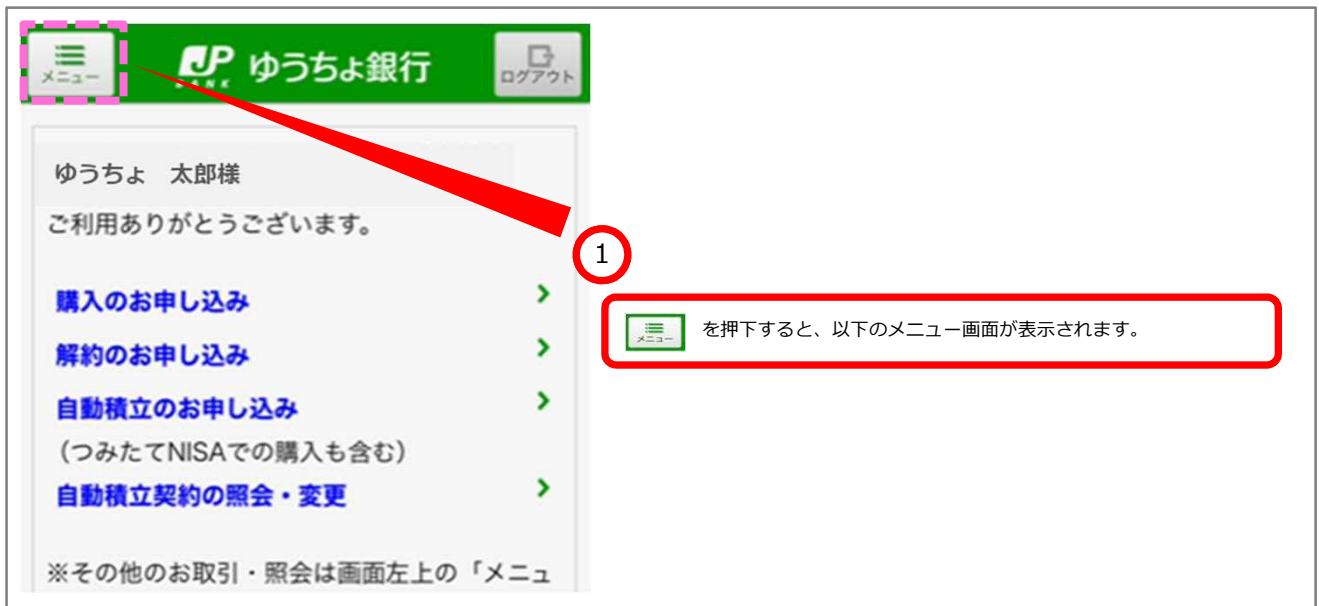 メニュー
JP
BANK
ゆうちょ銀行
ログアウト
ゆうちょ　太郎様
ご利用ありがとうございます。
1
購入のお申し込み
メニュー を押下すると、以下のメニュー画面が表示されます。
解約のお申し込み
自動積立のお申し込み
（つみたてNISAでの購入も含む）
自動積立契約の照会・変更
※その他のお取引・照会は画面左上の「メニュ